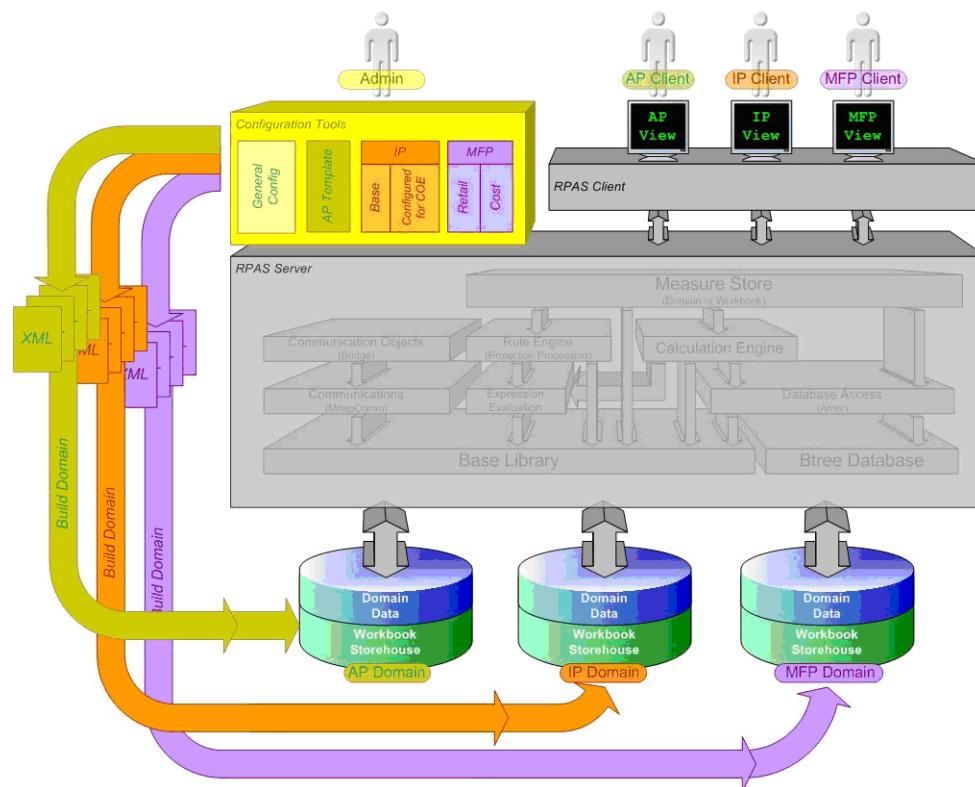 Admin
AP Client
IP Client
MFP Client
AP
View
IP
View
MFP
View
Configuration Tools
General
Config
AP Template
IP
Base
Configured
for COE
MFP
Retail
Cost
RPAS Client
RPAS Server
Measure Store
(Domain or Workbook)
Communication Objects
(Bridge)
Rule Engine
(Protection Processing)
Calculation Engine
Communications
(MitapComm)
Expression
Evaluation
Database Access
(Array)
Base Library
Btree Database
XML
ML
XML
Build Domain
Build Domain
Build Domain
Domain
Data
Workbook
Storehouse
AP Domain
Domain
Data
Workbook
Storehouse
IP Domain
Domain
Data
Workbook
Storehouse
MFP Domain